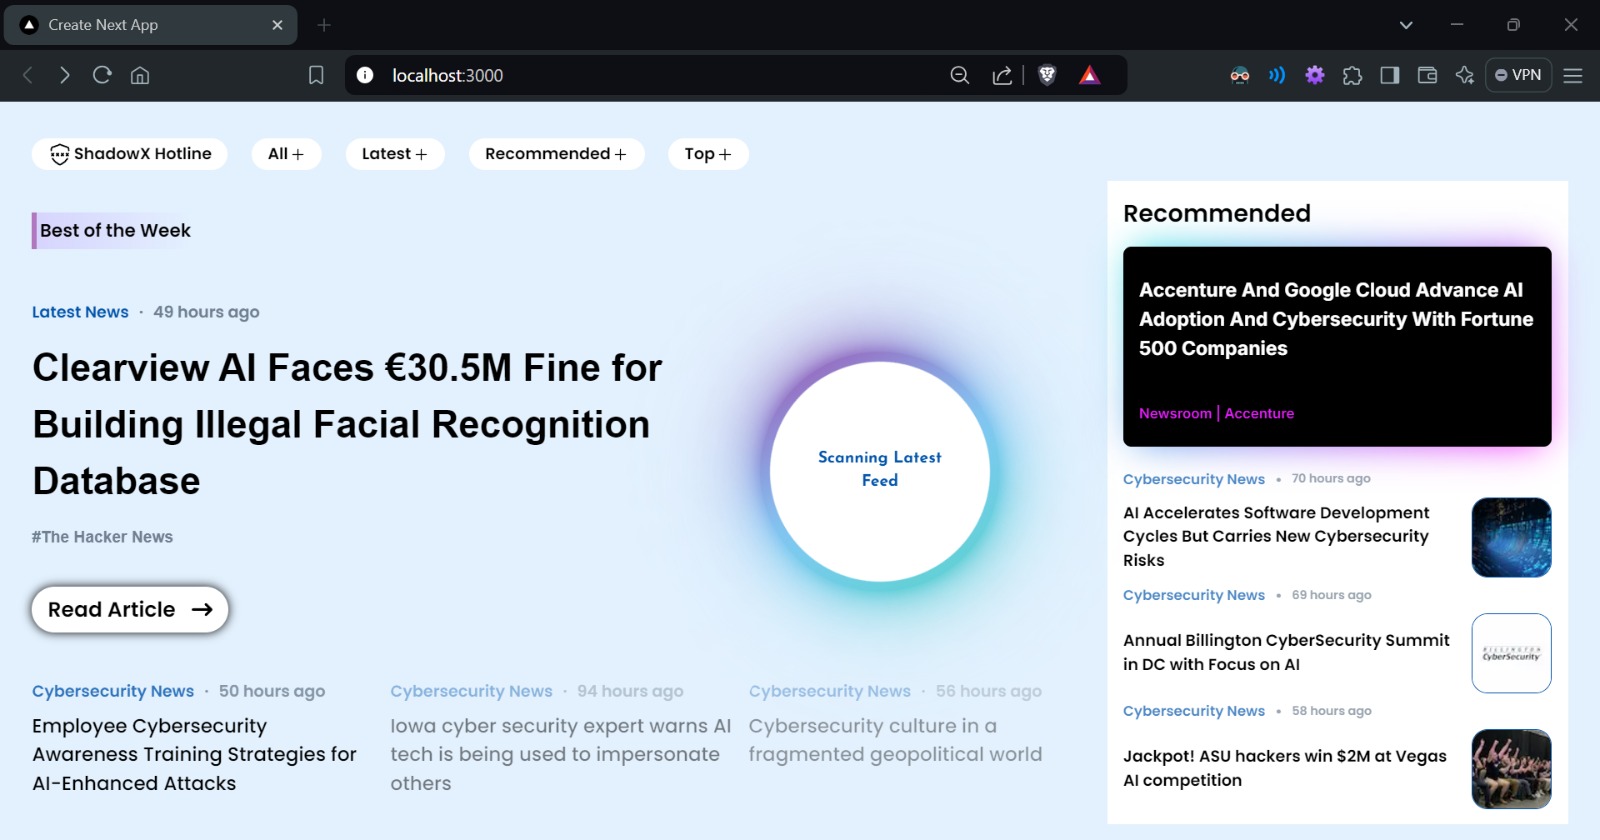 Create Next App
localhost:3000
VPN
ShadowX Hotline
All +
Latest +
Recommended +
Top +
Best of the Week
Latest News · 49 hours ago
Clearview AI Faces €30.5M Fine for
Building Illegal Facial Recognition
Database
#The Hacker News
Read Article →
Scanning Latest
Feed
Cybersecurity News · 50 hours ago
Employee Cybersecurity
Awareness Training Strategies for
AI-Enhanced Attacks
Cybersecurity News · 94 hours ago
Iowa cyber security expert warns AI
tech is being used to impersonate
others
Cybersecurity News · 56 hours ago
Cybersecurity culture in a
fragmented geopolitical world
Recommended
Accenture And Google Cloud Advance AI
Adoption And Cybersecurity With Fortune
500 Companies
Newsroom | Accenture
Cybersecurity News • 70 hours ago
AI Accelerates Software Development
Cycles But Carries New Cybersecurity
Risks
Cybersecurity News • 69 hours ago
Annual Billington CyberSecurity Summit
in DC with Focus on AI
BILLINGTON
CyberSecurity
Cybersecurity News • 58 hours ago
Jackpot! ASU hackers win $2M at Vegas
AI competition